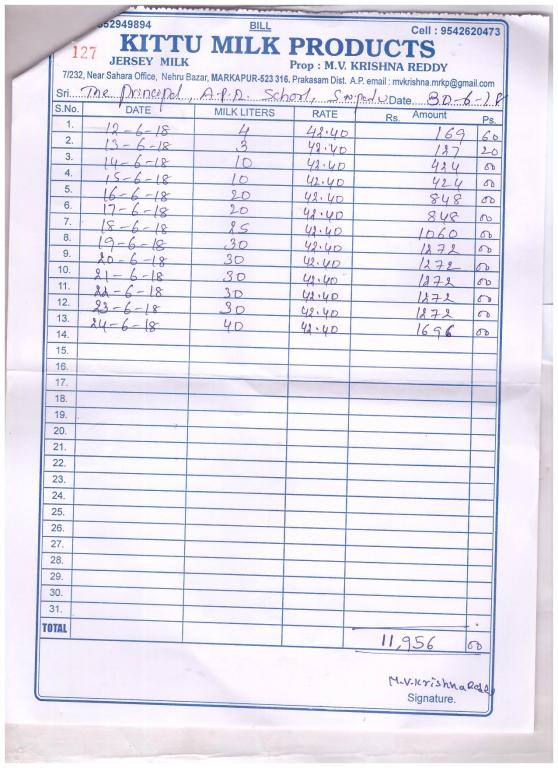 52949894 BILL Cell : 9542620473
127 KITTU MILK PRODUCTS
JERSEY MILK Prop : M.V. KRISHNA REDDY
7/232, Near Sahara Office, Nehru Bazar, MARKAPUR-523 316. Prakasam Dist. A.P. email : mvkrishna.mrkp@gmail.com
Sri. The Principal, A.P.R. School, Date 30-6-18
S.No. DATE MILK LITERS RATE Rs. Amount Ps.
1. 12-6-18 4 42.40 169 60
2. 13-6-18 3 42.40 127 20
3. 14-6-18 10 42.40 424 00
4. 15-6-18 10 42.40 424 00
5. 16-6-18 20 42.40 848 00
6. 17-6-18 20 42.40 848 00
7. 18-6-18 25 42.40 1060 00
8. 19-6-18 30 42.40 1272 00
9. 20-6-18 30 42.40 1272 00
10. 21-6-18 30 42.40 1272 00
11. 22-6-18 30 42.40 1272 00
12. 23-6-18 30 42.40 1272 00
13. 24-6-18 40 42.40 1696 00
14.
15.
16.
17.
18.
19.
20.
21.
22.
23.
24.
25.
26.
27.
28.
29.
30.
31.
TOTAL 11,956 00
M.V.Krishna Reddy
Signature.